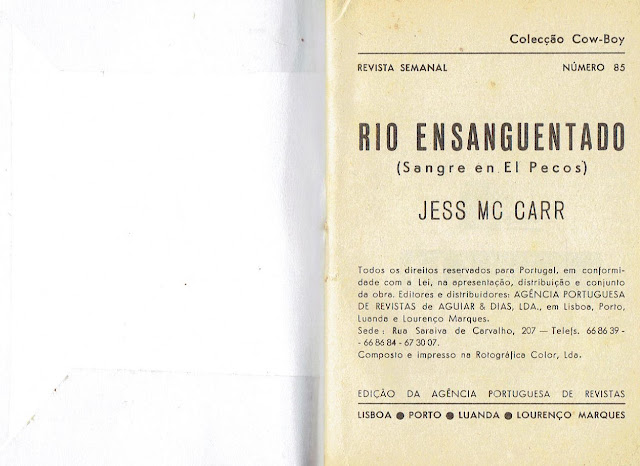 Colecção Cow-Boy
REVISTA SEMANAL NÚMERO 85
RIO ENSANGUENTADO
(Sangre en El Pecos)
JESS MC CARR
Todos os direitos reservados para Portugal, em conformi-
dade com a Lei, na apresentação, distribuição e conjunto
da obra. Editores e distribuidores: AGÊNCIA PORTUGUESA
DE REVISTAS de AGUIAR & DIAS, LDA., em Lisboa, Porto,
Luanda e Lourenço Marques.
Sede: Rua Saraiva de Carvalho, 207 — Telefs. 66 86 39 -
- 66 86 84 - 67 30 07.
Composto e impresso na Rotográfica Color, Lda.
EDIÇÃO DA AGÊNCIA PORTUGUESA DE REVISTAS
LISBOA ● PORTO ● LUANDA ● LOURENÇO MARQUES